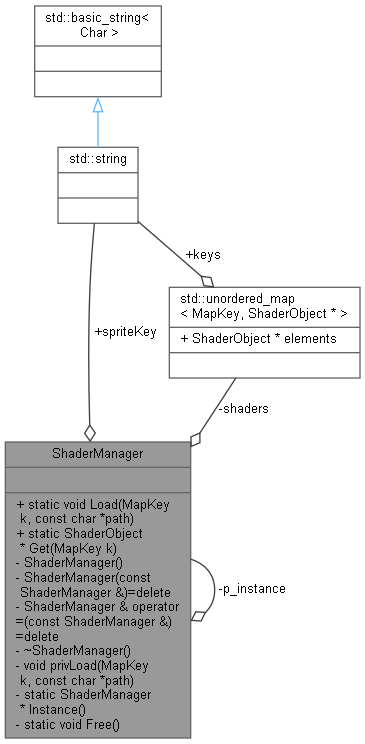 std::basic_string<
Char >
std::string
+keys
std::unordered_map
< MapKey, ShaderObject * >
+ ShaderObject * elements
+spriteKey
-shaders
ShaderManager
+ static void Load(MapKey
k, const char *path)
+ static ShaderObject
* Get(MapKey k)
- ShaderManager()
- ShaderManager(const
ShaderManager &)=delete
- ShaderManager & operator
=(const ShaderManager &)
=delete
- ~ShaderManager()
- void privLoad(MapKey
k, const char *path)
- static ShaderManager
* Instance()
- static void Free()
-p_instance